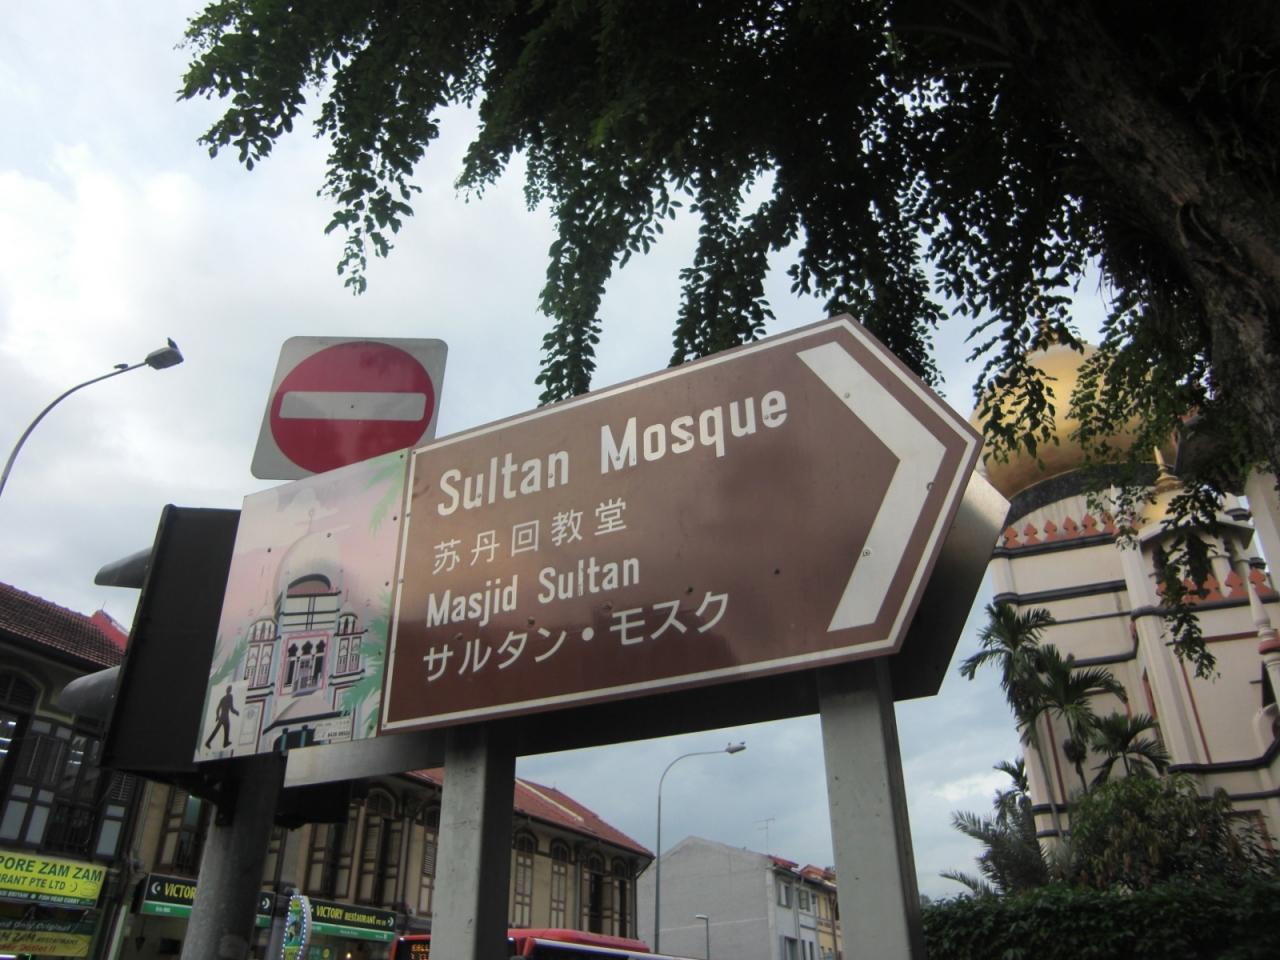 Sultan Mosque
苏丹回教堂
Masjid Sultan
サルタン・モスク
PORE ZAM ZAM
RANT PTE LTD
VICTORY
VICTORY RESTAURANT